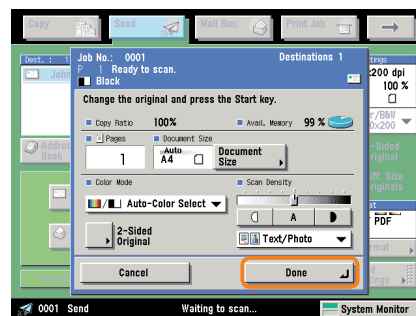 Copy
Send
Mail Box
Print Job
Dest. : 1
John
Address
Book
Job No.: 0001
Destinations 1
P 1 Ready to scan.
Black
Change the original and press the Start key.
Copy Ratio 100%
Avail. Memory 99 %
Pages
1
Document Size
Auto
A4
Document
Size
Color Mode
Auto-Color Select
Scan Density
A
2-Sided
Original
Text/Photo
Cancel
Done
200 dpi
100 %
-Sided
PDF
0001 Send
Waiting to scan...
System Monitor